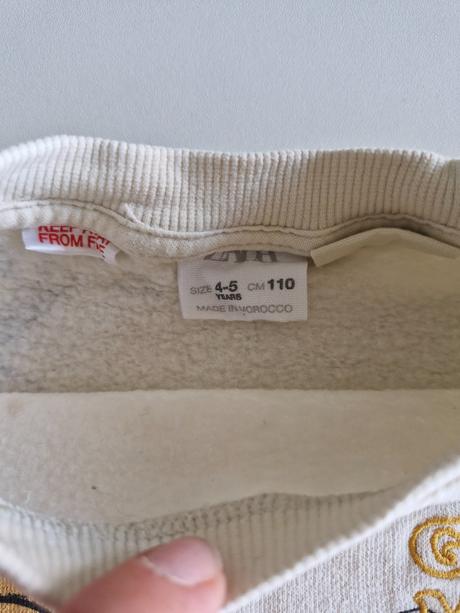 KEEP
FROM
SIZE 4-5 CM 110
YEARS
MADE IN MOROCCO